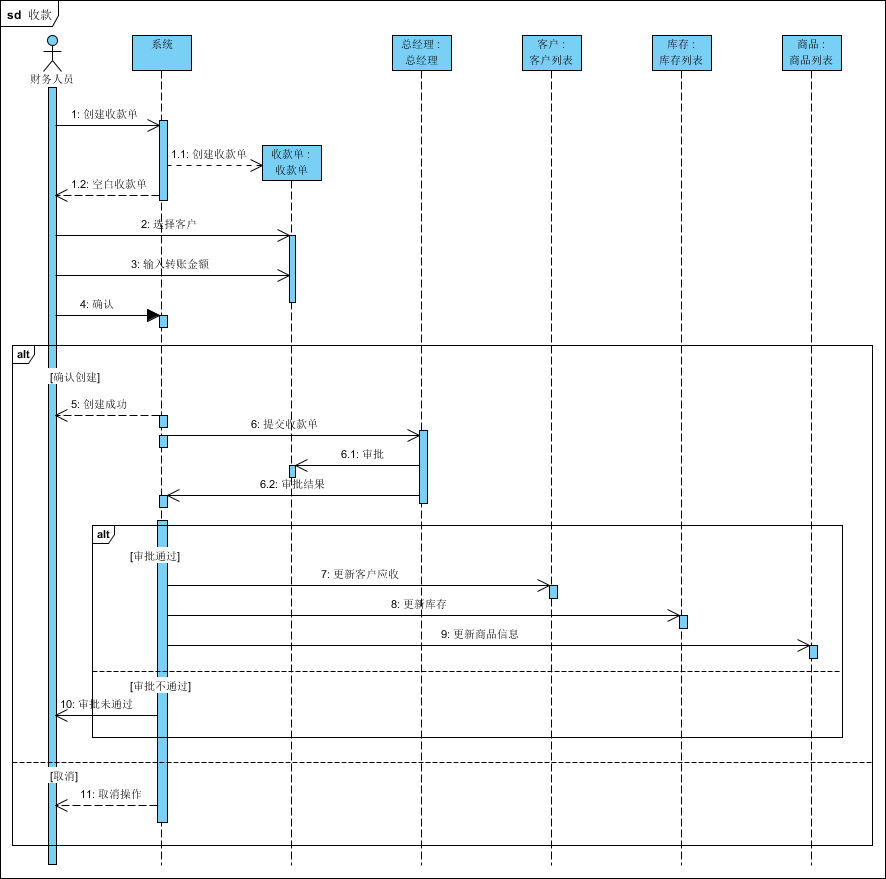 sd 收款
系统
总经理 :
总经理
客户 :
客户列表
库存 :
库存列表
商品 :
商品列表
财务人员
1: 创建收款单
1.1: 创建收款单
收款单 :
收款单
1.2: 空白收款单
2: 选择客户
3: 输入转账金额
4: 确认
alt
[确认创建]
5: 创建成功
6: 提交收款单
6.1: 审批
6.2: 审批结果
alt
[审批通过]
7: 更新客户应收
8: 更新库存
9: 更新商品信息
[审批不通过]
10: 审批未通过
[取消]
11: 取消操作